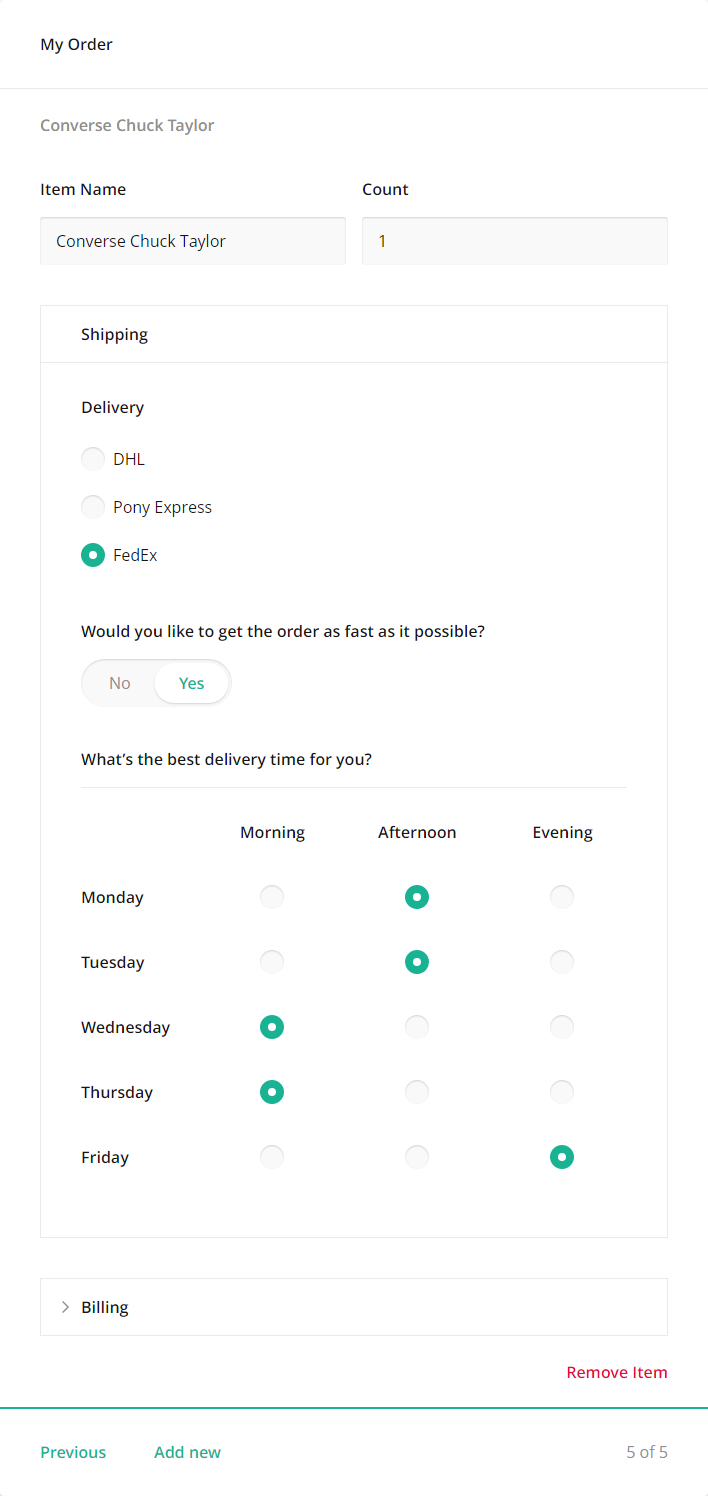 My Order
Converse Chuck Taylor
Item Name Count
Converse Chuck Taylor 1
Shipping
Delivery
DHL
Pony Express
FedEx
Would you like to get the order as fast as it possible?
No Yes
What's the best delivery time for you?
Morning Afternoon Evening
Monday
Tuesday
Wednesday
Thursday
Friday
Billing
Remove Item
Previous Add new 5 of 5